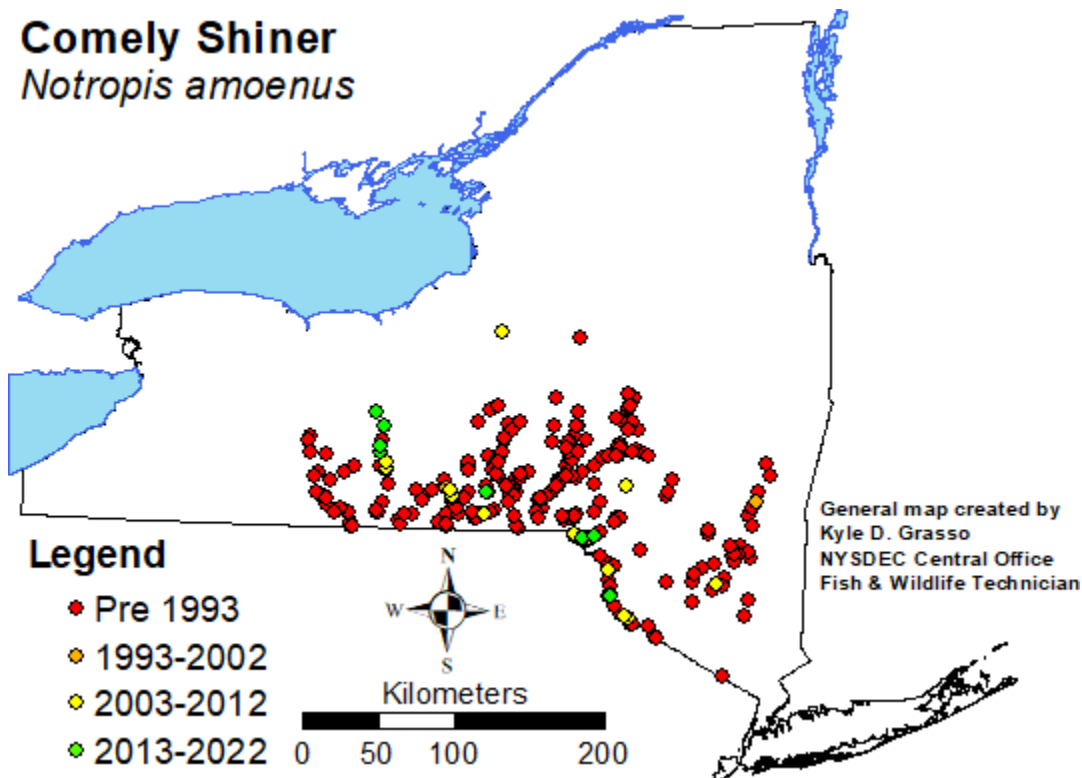 Comely Shiner
Notropis amoenus
General map created by
Kyle D. Grasso
NYSDEC Central Office
Fish & Wildlife Technician
Legend
Pre 1993
1993-2002
2003-2012
2013-2022
N
W E
S
Kilometers
0 50 100 200